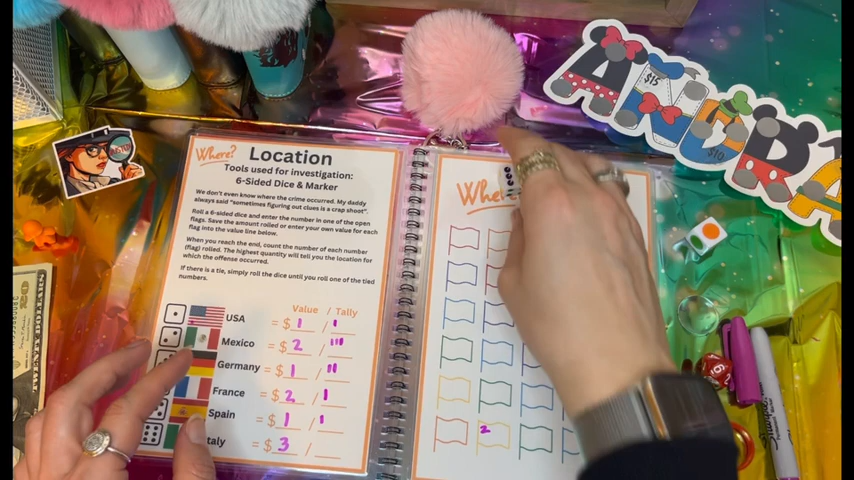 Where?
Location
Tools used for investigation:
6-Sided Dice & Marker
We don't even know where the crime occurred. My daddy
always said "sometimes figuring out clues is a crap shoot".
Roll a 6-sided dice and enter the number in one of the open
flags. Save the amount rolled or enter your own value for each
flag into the value line below.
When you reach the end, count the number of each number
(flag) rolled. The highest quantity will tell you the location for
which the offense occurred.
If there is a tie, simply roll the dice until you roll one of the tied
numbers.
Value / Tally
USA = $ 1 / I
Mexico = $ 2 / III
Germany = $ 1 / II
France = $ 2 / I
Spain = $ 1 / I
Italy = $ 3 /
2
ANDRA
$15
$10
TWENTY DOLLARS
Sharpie